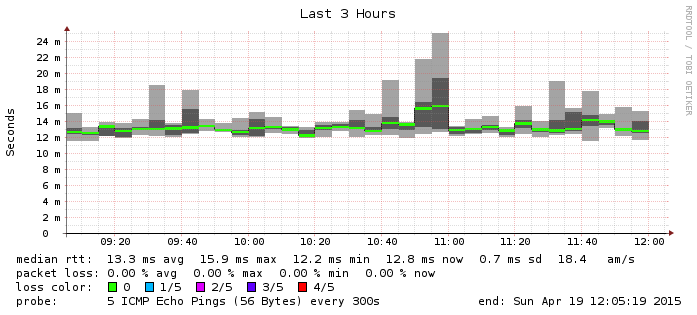 Last 3 Hours
RRDTOOL / TOBI OETIKER
Seconds
24 m
22 m
20 m
18 m
16 m
14 m
12 m
10 m
8 m
6 m
4 m
2 m
0
09:20 09:40 10:00 10:20 10:40 11:00 11:20 11:40 12:00
median rtt: 13.3 ms avg 15.9 ms max 12.2 ms min 12.8 ms now 0.7 ms sd 18.4 am/s
packet loss: 0.00 % avg 0.00 % max 0.00 % min 0.00 % now
loss color: 0 1/5 2/5 3/5 4/5
probe: 5 ICMP Echo Pings (56 Bytes) every 300s end: Sun Apr 19 12:05:19 2015